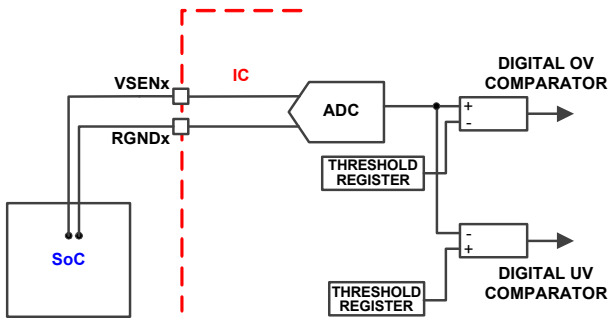 VSENx
IC
RGNDx
ADC
DIGITAL OV
COMPARATOR
+
-
THRESHOLD
REGISTER
SoC
-
+
THRESHOLD
REGISTER
DIGITAL UV
COMPARATOR